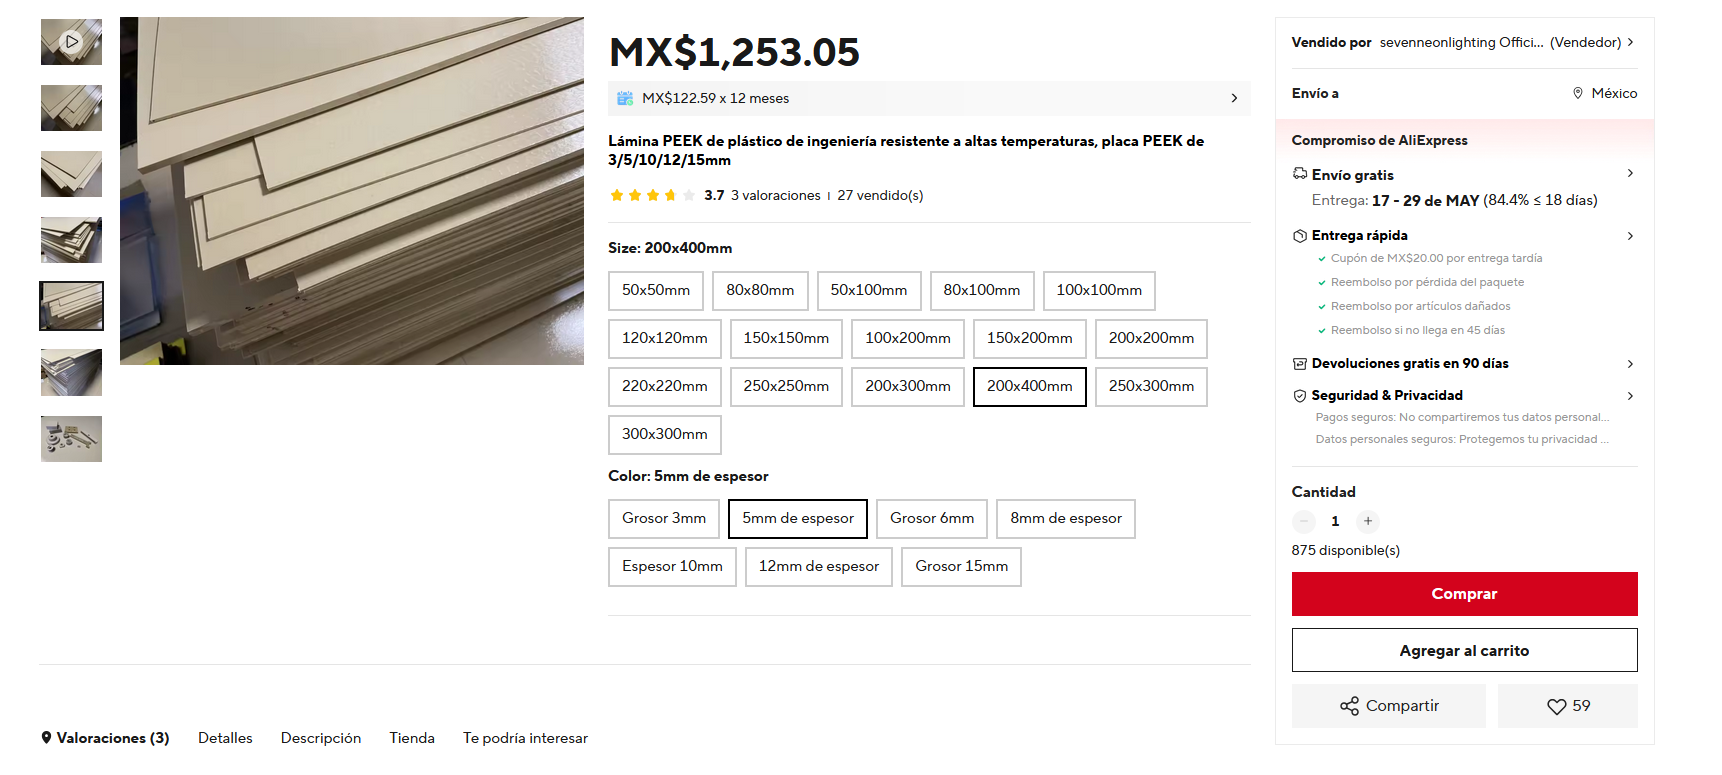 MX$1,253.05
MX$122.59 x 12 meses
Lámina PEEK de plástico de ingeniería resistente a altas temperaturas, placa PEEK de
3/5/10/12/15mm
3.7 3 valoraciones 27 vendido(s)
Size: 200x400mm
50x50mm 80x80mm 50x100mm 80x100mm 100x100mm
120x120mm 150x150mm 100x200mm 150x200mm 200x200mm
220x220mm 250x250mm 200x300mm 200x400mm 250x300mm
300x300mm
Color: 5mm de espesor
Grosor 3mm 5mm de espesor Grosor 6mm 8mm de espesor
Espesor 10mm 12mm de espesor Grosor 15mm
Vendido por sevenneonlighting Offici... (Vendedor)
Envío a México
Compromiso de AliExpress
Envío gratis
Entrega: 17 - 29 de MAY (84.4% ≤ 18 días)
Entrega rápida
Cupón de MX$20.00 por entrega tardía
Reembolso por pérdida del paquete
Reembolso por artículos dañados
Reembolso si no llega en 45 días
Devoluciones gratis en 90 días
Seguridad & Privacidad
Pagos seguros: No compartiremos tus datos personal...
Datos personales seguros: Protegemos tu privacidad ...
Cantidad
1
875 disponible(s)
Comprar
Agregar al carrito
Compartir 59
Valoraciones (3) Detalles Descripción Tienda Te podría interesar